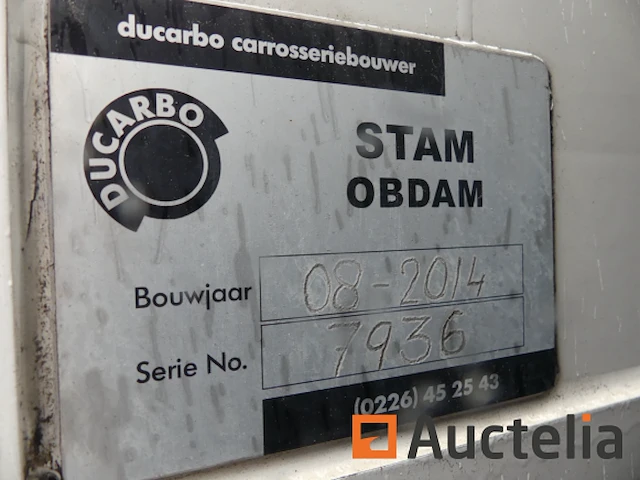 ducarbo carrosseriebouwer
DUCARBO
STAM
OBDAM
Bouwjaar 08-2014
Serie No. 7936
(0226) 45 25 43
Auctelia